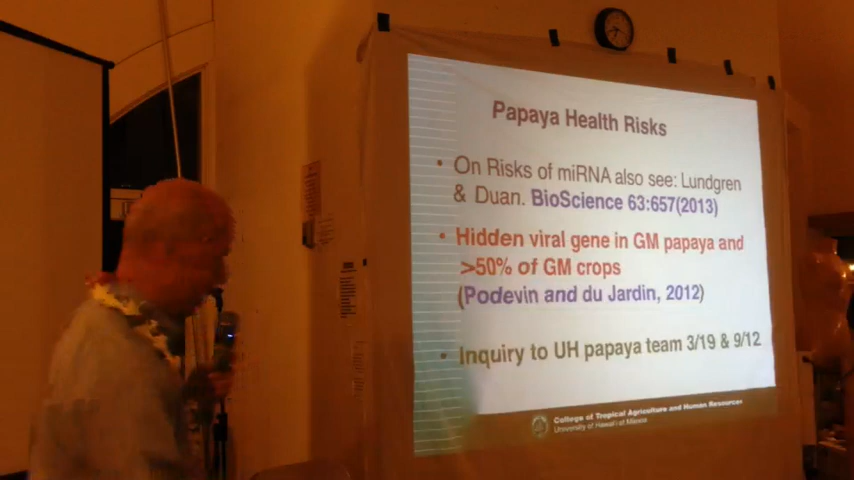 Papaya Health Risks
• On Risks of miRNA also see: Lundgren
& Duan. BioScience 63:657(2013)
• Hidden viral gene in GM papaya and
>50% of GM crops
(Podevin and du Jardin, 2012)
• Inquiry to UH papaya team 3/19 & 9/12
College of Tropical Agriculture and Human Resources
University of Hawai'i at Mānoa